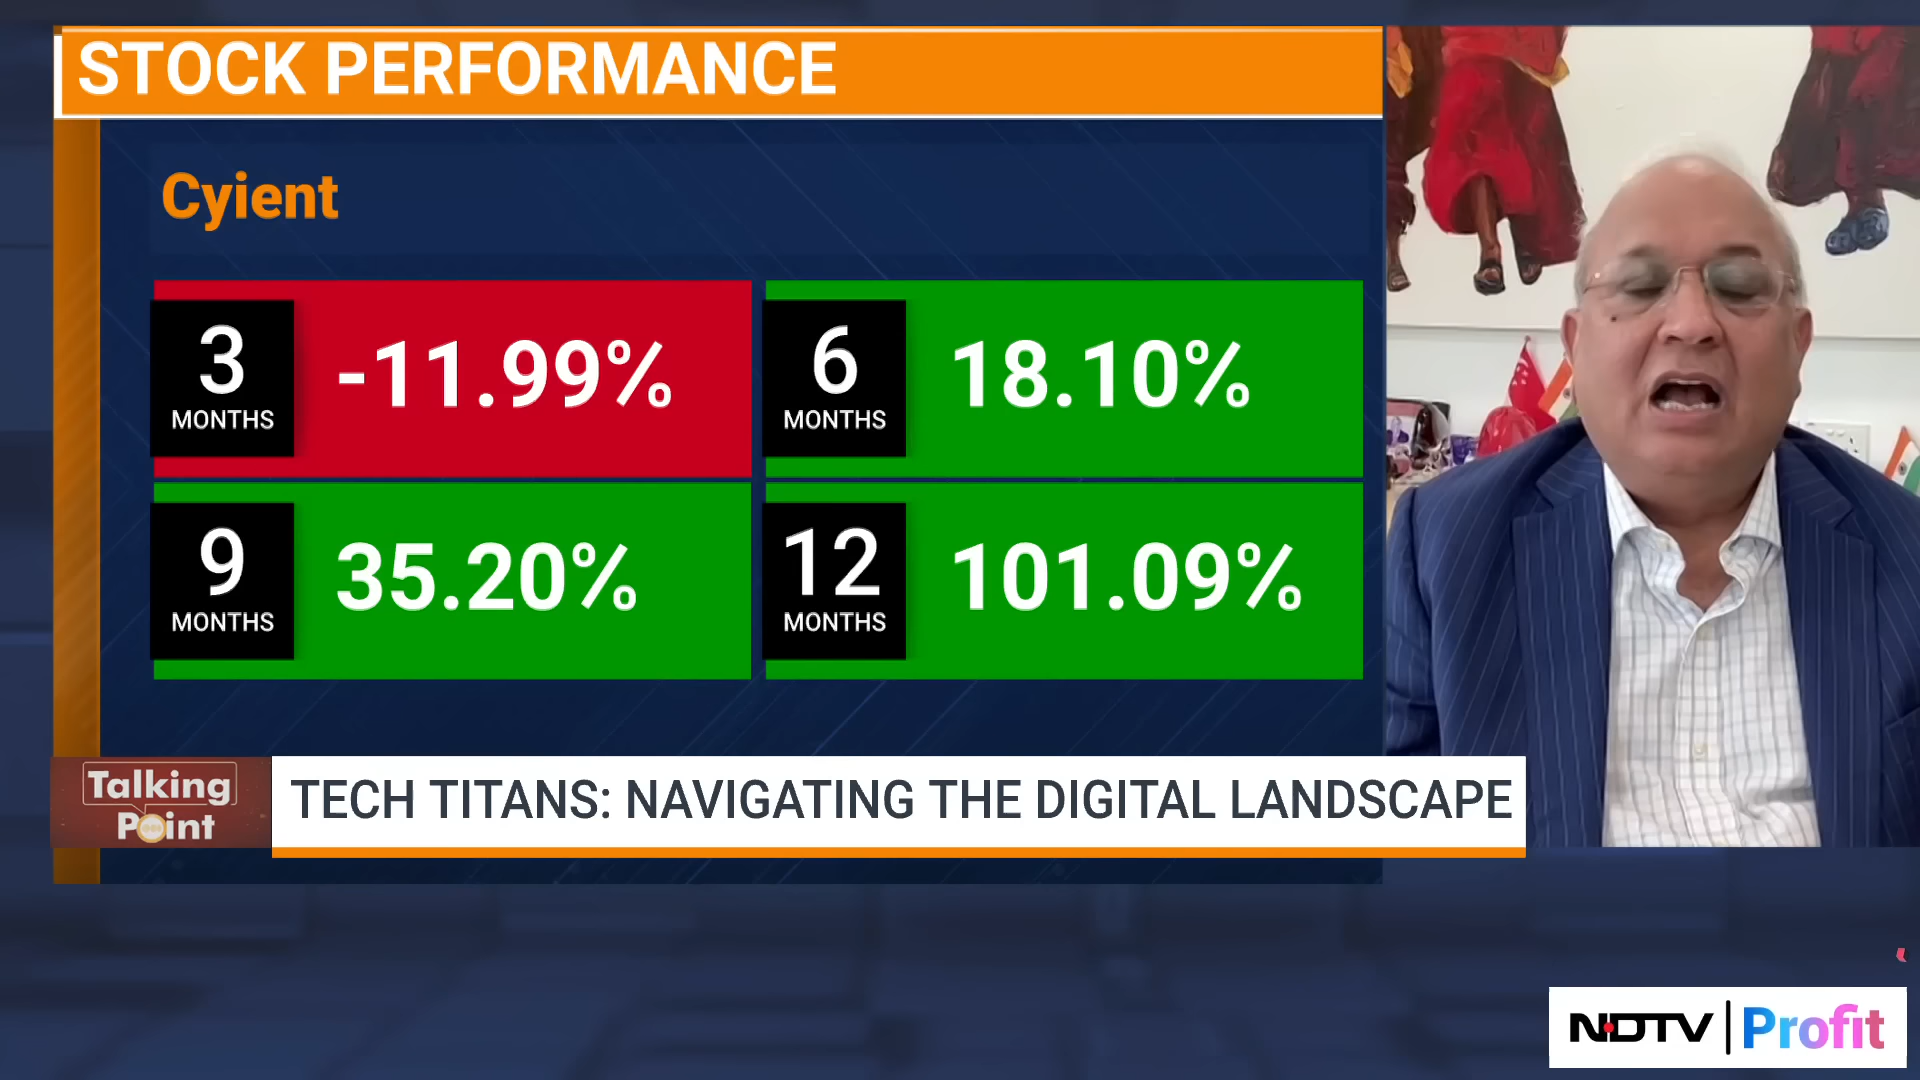 STOCK PERFORMANCE
Cyient
3
MONTHS
-11.99%
6
MONTHS
18.10%
9
MONTHS
35.20%
12
MONTHS
101.09%
Talking
Point
TECH TITANS: NAVIGATING THE DIGITAL LANDSCAPE
NDTV Profit